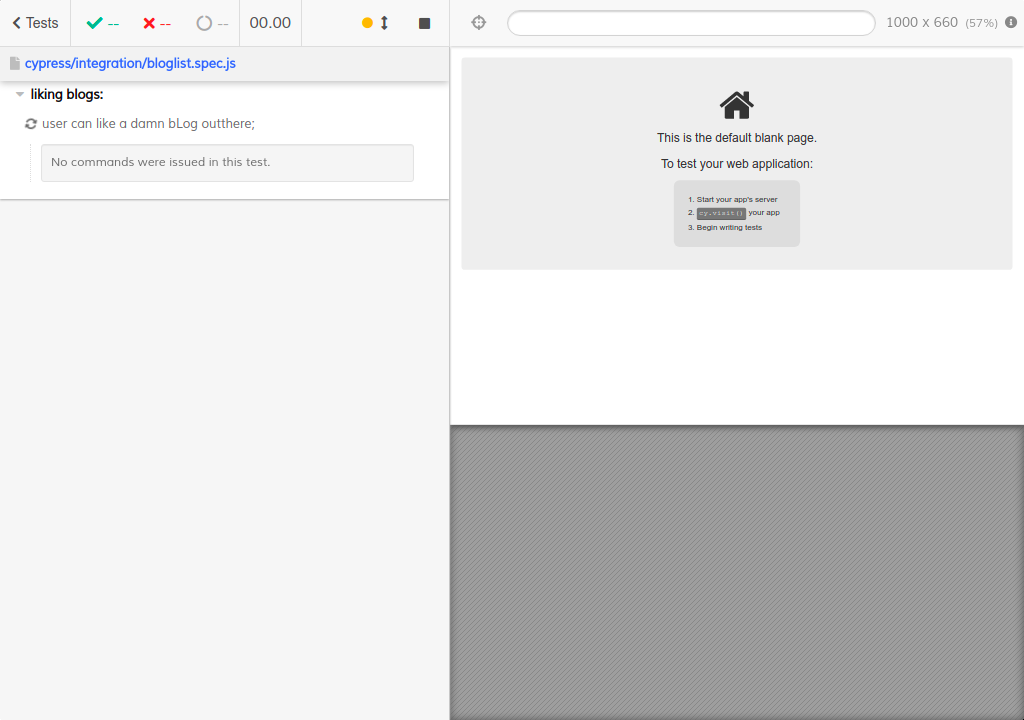 Tests -- -- -- 00.00 1000 x 660 (57%)
cypress/integration/bloglist.spec.js
liking blogs:
user can like a damn bLog outthere;
No commands were issued in this test.
This is the default blank page.
To test your web application:
1. Start your app's server
2. cy.visit() your app
3. Begin writing tests